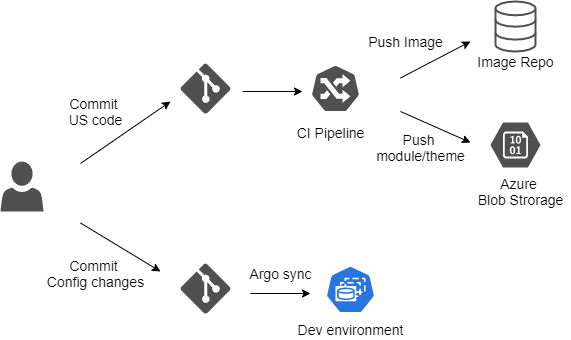 Push Image
Image Repo
Commit
US code
CI Pipeline
Push
module/theme
10
01
Azure
Blob Strorage
Commit
Config changes
Argo sync
Dev environment